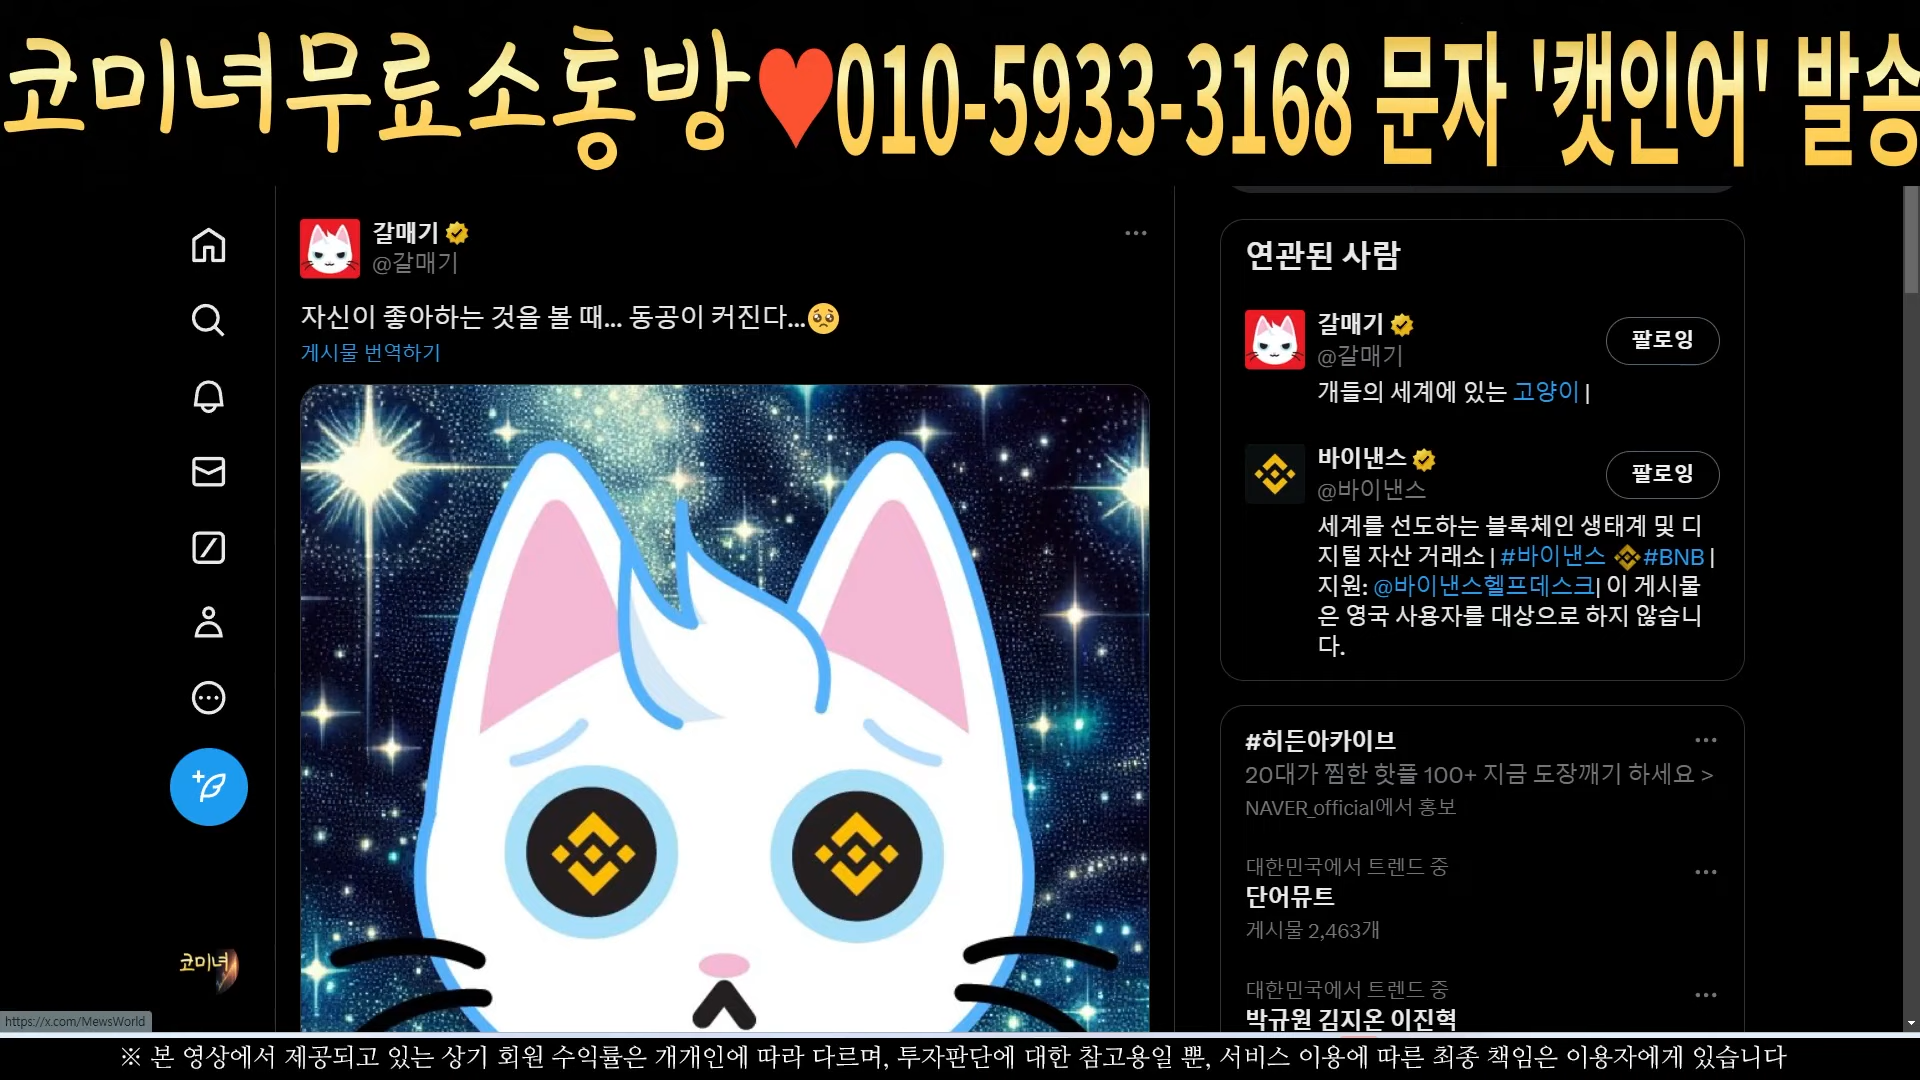 코미녀무료소통방♥010-5933-3168 문자 '캣인어' 발송
갈매기
@갈매기
자신이 좋아하는 것을 볼 때... 동공이 커진다...🥺
게시물 번역하기
연관된 사람
갈매기
@갈매기
팔로잉
개들의 세계에 있는 고양이 |
바이낸스
@바이낸스
팔로잉
세계를 선도하는 블록체인 생태계 및 디
지털 자산 거래소 | #바이낸스 #BNB |
지원: @바이낸스헬프데스크| 이 게시물
은 영국 사용자를 대상으로 하지 않습니
다.
#히든아카이브
20대가 찜한 핫플 100+ 지금 도장깨기 하세요 >
NAVER_official에서 홍보
대한민국에서 트렌드 중
단어뮤트
게시물 2,463개
대한민국에서 트렌드 중
박규원 김지온 이진혁
코미녀
https://x.com/MewsWorld
※ 본 영상에서 제공되고 있는 상기 회원 수익률은 개개인에 따라 다르며, 투자판단에 대한 참고용일 뿐, 서비스 이용에 따른 최종 책임은 이용자에게 있습니다